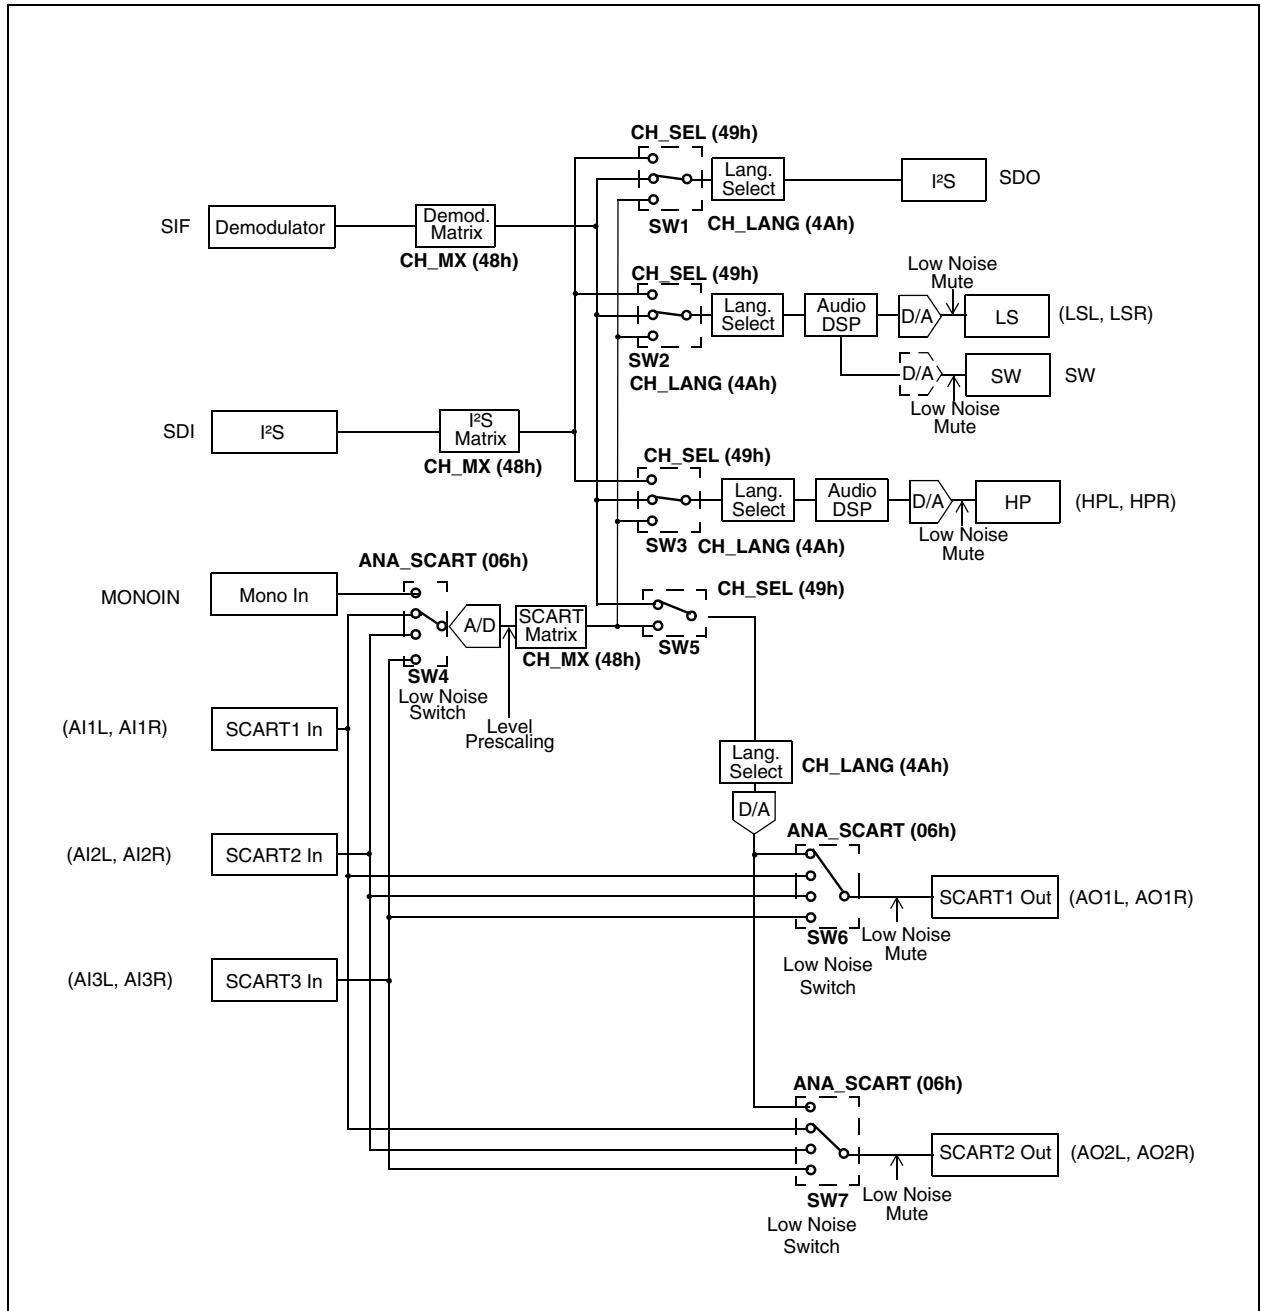 CH_SEL (49h)
Lang.
Select
I²S
SDO
SW1
CH_LANG (4Ah)
SIF
Demodulator
Demod.
Matrix
CH_MX (48h)
CH_SEL (49h)
Lang.
Select
Audio
DSP
D/A
Low Noise
Mute
LS
(LSL, LSR)
SW2
CH_LANG (4Ah)
D/A
SW
SW
Low Noise
Mute
SDI
I²S
I²S
Matrix
CH_MX (48h)
CH_SEL (49h)
Lang.
Select
Audio
DSP
D/A
HP
(HPL, HPR)
Low Noise
Mute
SW3
CH_LANG (4Ah)
ANA_SCART (06h)
MONOIN
Mono In
A/D
SCART
Matrix
CH_MX (48h)
CH_SEL (49h)
SW5
SW4
Low Noise
Switch
Level
Prescaling
(AI1L, AI1R)
SCART1 In
Lang.
Select
CH_LANG (4Ah)
D/A
(AI2L, AI2R)
SCART2 In
ANA_SCART (06h)
SCART1 Out
(AO1L, AO1R)
SW6
Low Noise
Mute
Low Noise
Switch
(AI3L, AI3R)
SCART3 In
ANA_SCART (06h)
SCART2 Out
(AO2L, AO2R)
SW7
Low Noise
Mute
Low Noise
Switch